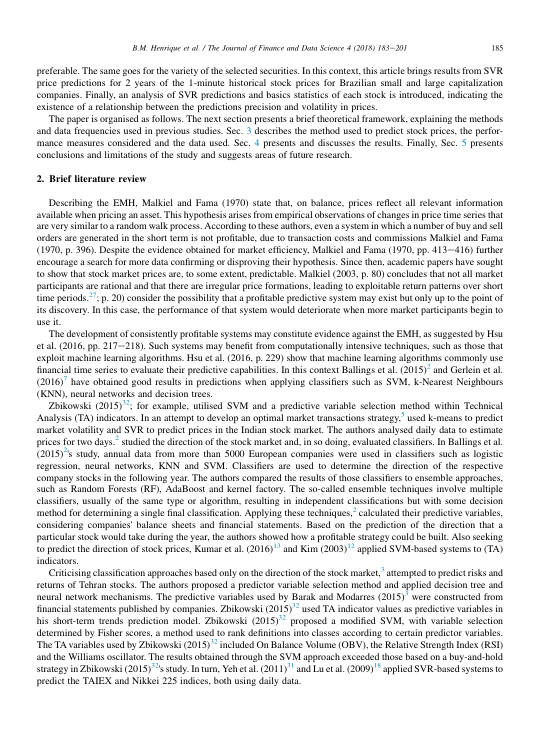 B.M. Henrique et al. / The Journal of Finance and Data Science 4 (2018) 183–201 185
preferable. The same goes for the variety of the selected securities. In this context, this article brings results from SVR
price predictions for 2 years of the 1-minute historical stock prices for Brazilian small and large capitalization
companies. Finally, an analysis of SVR predictions and basics statistics of each stock is introduced, indicating the
existence of a relationship between the predictions precision and volatility in prices.
The paper is organised as follows. The next section presents a brief theoretical framework, explaining the methods
and data frequencies used in previous studies. Sec. 3 describes the method used to predict stock prices, the perfor-
mance measures considered and the data used. Sec. 4 presents and discusses the results. Finally, Sec. 5 presents
conclusions and limitations of the study and suggests areas of future research.
2. Brief literature review
Describing the EMH, Malkiel and Fama (1970) state that, on balance, prices reflect all relevant information
available when pricing an asset. This hypothesis arises from empirical observations of changes in price time series that
are very similar to a random walk process. According to these authors, even a system in which a number of buy and sell
orders are generated in the short term is not profitable, due to transaction costs and commissions Malkiel and Fama
(1970, p. 396). Despite the evidence obtained for market efficiency, Malkiel and Fama (1970, pp. 413–416) further
encourage a search for more data confirming or disproving their hypothesis. Since then, academic papers have sought
to show that stock market prices are, to some extent, predictable. Malkiel (2003, p. 80) concludes that not all market
participants are rational and that there are irregular price formations, leading to exploitable return patterns over short
time periods.27; p. 20) consider the possibility that a profitable predictive system may exist but only up to the point of
its discovery. In this case, the performance of that system would deteriorate when more market participants begin to
use it.
The development of consistently profitable systems may constitute evidence against the EMH, as suggested by Hsu
et al. (2016, pp. 217–218). Such systems may benefit from computationally intensive techniques, such as those that
exploit machine learning algorithms. Hsu et al. (2016, p. 229) show that machine learning algorithms commonly use
financial time series to evaluate their predictive capabilities. In this context Ballings et al. (2015)2 and Gerlein et al.
(2016)7 have obtained good results in predictions when applying classifiers such as SVM, k-Nearest Neighbours
(KNN), neural networks and decision trees.
Zbikowski (2015)32; for example, utilised SVM and a predictive variable selection method within Technical
Analysis (TA) indicators. In an attempt to develop an optimal market transactions strategy,5 used k-means to predict
market volatility and SVR to predict prices in the Indian stock market. The authors analysed daily data to estimate
prices for two days.2 studied the direction of the stock market and, in so doing, evaluated classifiers. In Ballings et al.
(2015)2's study, annual data from more than 5000 European companies were used in classifiers such as logistic
regression, neural networks, KNN and SVM. Classifiers are used to determine the direction of the respective
company stocks in the following year. The authors compared the results of those classifiers to ensemble approaches,
such as Random Forests (RF), AdaBoost and kernel factory. The so-called ensemble techniques involve multiple
classifiers, usually of the same type or algorithm, resulting in independent classifications but with some decision
method for determining a single final classification. Applying these techniques,2 calculated their predictive variables,
considering companies' balance sheets and financial statements. Based on the prediction of the direction that a
particular stock would take during the year, the authors showed how a profitable strategy could be built. Also seeking
to predict the direction of stock prices, Kumar et al. (2016)13 and Kim (2003)12 applied SVM-based systems to (TA)
indicators.
Criticising classification approaches based only on the direction of the stock market,3 attempted to predict risks and
returns of Tehran stocks. The authors proposed a predictor variable selection method and applied decision tree and
neural network mechanisms. The predictive variables used by Barak and Modarres (2015)3 were constructed from
financial statements published by companies. Zbikowski (2015)32 used TA indicator values as predictive variables in
his short-term trends prediction model. Zbikowski (2015)32 proposed a modified SVM, with variable selection
determined by Fisher scores, a method used to rank definitions into classes according to certain predictor variables.
The TA variables used by Zbikowski (2015)32 included On Balance Volume (OBV), the Relative Strength Index (RSI)
and the Williams oscillator. The results obtained through the SVM approach exceeded those based on a buy-and-hold
strategy in Zbikowski (2015)32's study. In turn, Yeh et al. (2011)31 and Lu et al. (2009)18 applied SVR-based systems to
predict the TAIEX and Nikkei 225 indices, both using daily data.